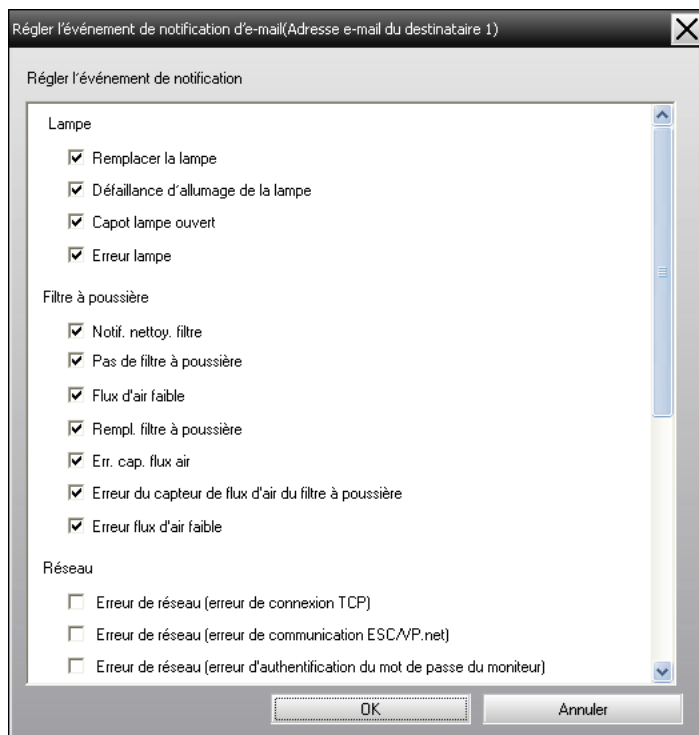 Régler l'événement de notification d'e-mail(Adresse e-mail du destinataire 1)
Régler l'événement de notification
Lampe
Remplacer la lampe
Défaillance d'allumage de la lampe
Capot lampe ouvert
Erreur lampe
Filtre à poussière
Notif. nettoy. filtre
Pas de filtre à poussière
Flux d'air faible
Rempl. filtre à poussière
Err. cap. flux air
Erreur du capteur de flux d'air du filtre à poussière
Erreur flux d'air faible
Réseau
Erreur de réseau (erreur de connexion TCP)
Erreur de réseau (erreur de communication ESC/VP.net)
Erreur de réseau (erreur d'authentification du mot de passe du moniteur)
OK Annuler